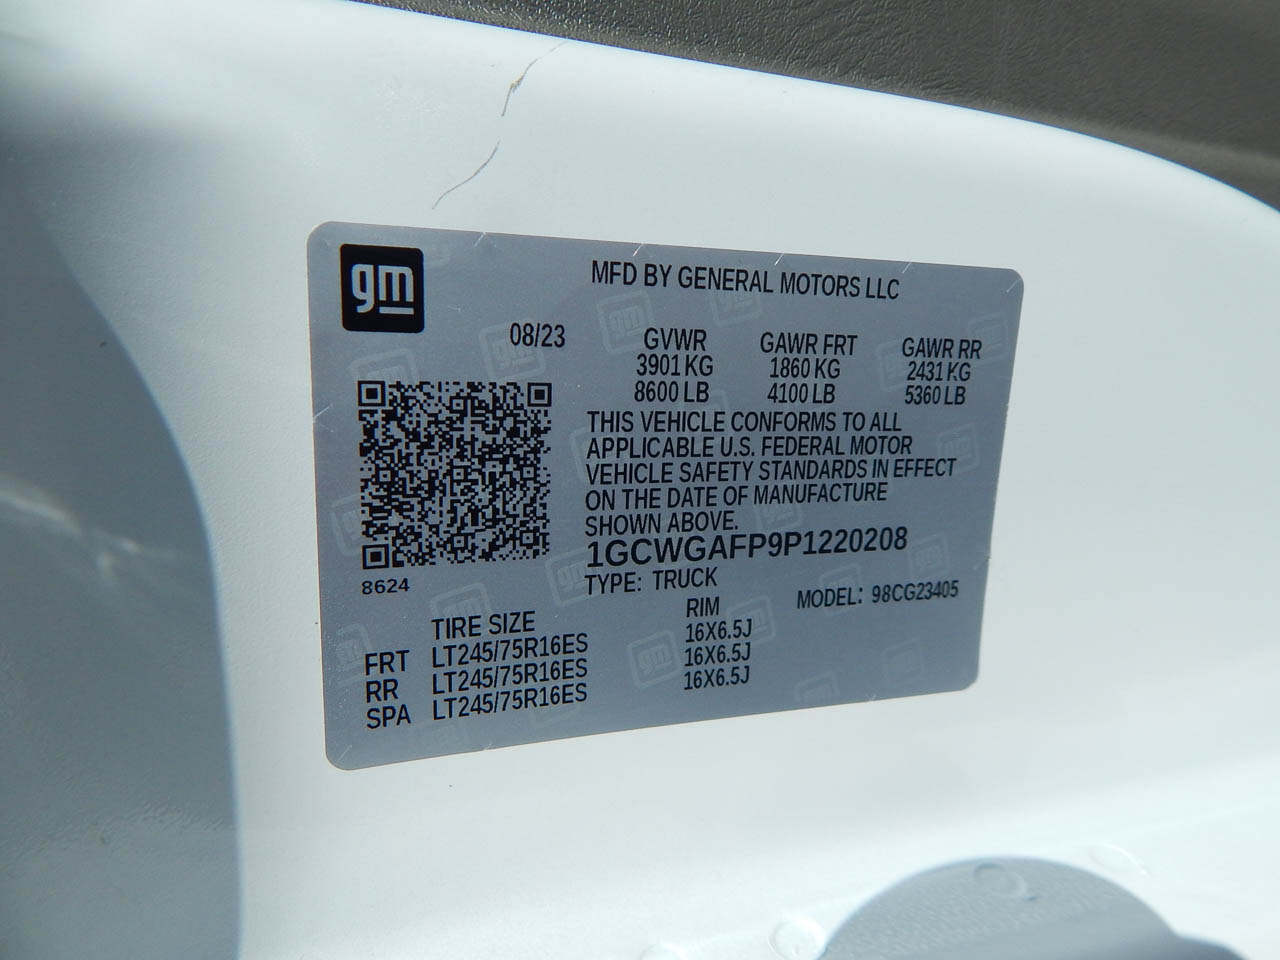 gm
MFD BY GENERAL MOTORS LLC
08/23
GVWR GAWR FRT GAWR RR
3901 KG 1860 KG 2431 KG
8600 LB 4100 LB 5360 LB
THIS VEHICLE CONFORMS TO ALL
APPLICABLE U.S. FEDERAL MOTOR
VEHICLE SAFETY STANDARDS IN EFFECT
ON THE DATE OF MANUFACTURE
SHOWN ABOVE.
1GCWGAFP9P1220208
8624
TYPE: TRUCK MODEL: 98CG23405
TIRE SIZE RIM
FRT LT245/75R16ES 16X6.5J
RR LT245/75R16ES 16X6.5J
SPA LT245/75R16ES 16X6.5J